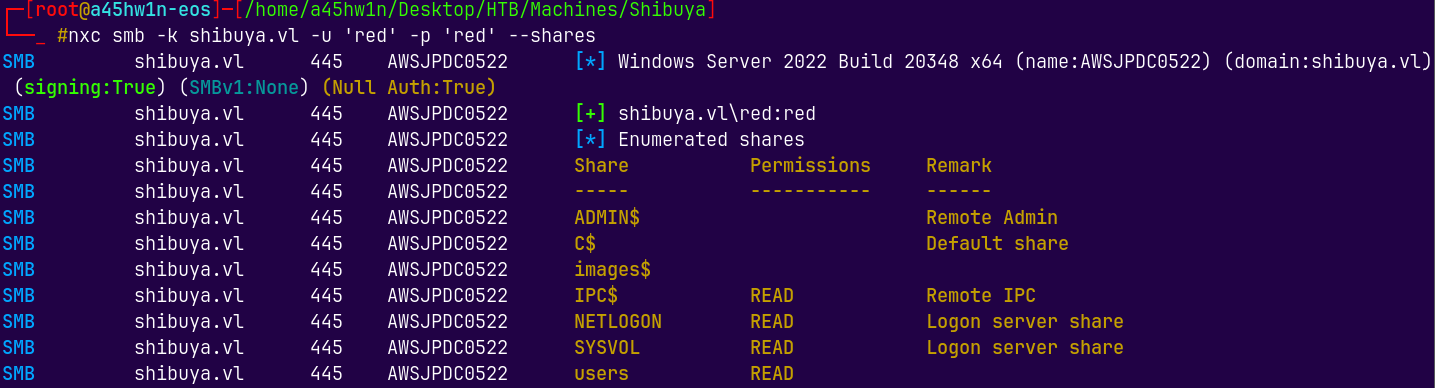 ┌─[root@a45hw1n-eos]─[/home/a45hw1n/Desktop/HTB/Machines/Shibuya]
└──_ #nxc smb -k shibuya.vl -u 'red' -p 'red' --shares
SMB         shibuya.vl      445    AWSJPDC0522      [*] Windows Server 2022 Build 20348 x64 (name:AWSJPDC0522) (domain:shibuya.vl)
 (signing:True) (SMBv1:None) (Null Auth:True)
SMB         shibuya.vl      445    AWSJPDC0522      [+] shibuya.vl\red:red
SMB         shibuya.vl      445    AWSJPDC0522      [*] Enumerated shares
SMB         shibuya.vl      445    AWSJPDC0522      Share           Permissions     Remark
SMB         shibuya.vl      445    AWSJPDC0522      -----           -----------     ------
SMB         shibuya.vl      445    AWSJPDC0522      ADMIN$                          Remote Admin
SMB         shibuya.vl      445    AWSJPDC0522      C$                              Default share
SMB         shibuya.vl      445    AWSJPDC0522      images$
SMB         shibuya.vl      445    AWSJPDC0522      IPC$            READ            Remote IPC
SMB         shibuya.vl      445    AWSJPDC0522      NETLOGON        READ            Logon server share
SMB         shibuya.vl      445    AWSJPDC0522      SYSVOL          READ            Logon server share
SMB         shibuya.vl      445    AWSJPDC0522      users           READ